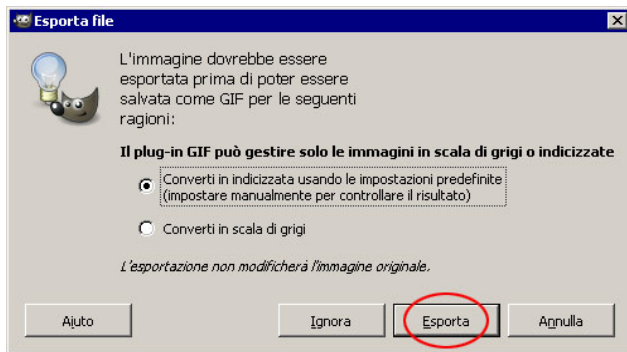 Esporta file
L'immagine dovrebbe essere
esportata prima di poter essere
salvata come GIF per le seguenti
ragioni:
Il plug-in GIF può gestire solo le immagini in scala di grigi o indicizzate
Converti in indicizzata usando le impostazioni predefinite
(impostare manualmente per controllare il risultato)
Converti in scala di grigi
L'esportazione non modificherà l'immagine originale.
Aiuto
Ignora
Esporta
Annulla